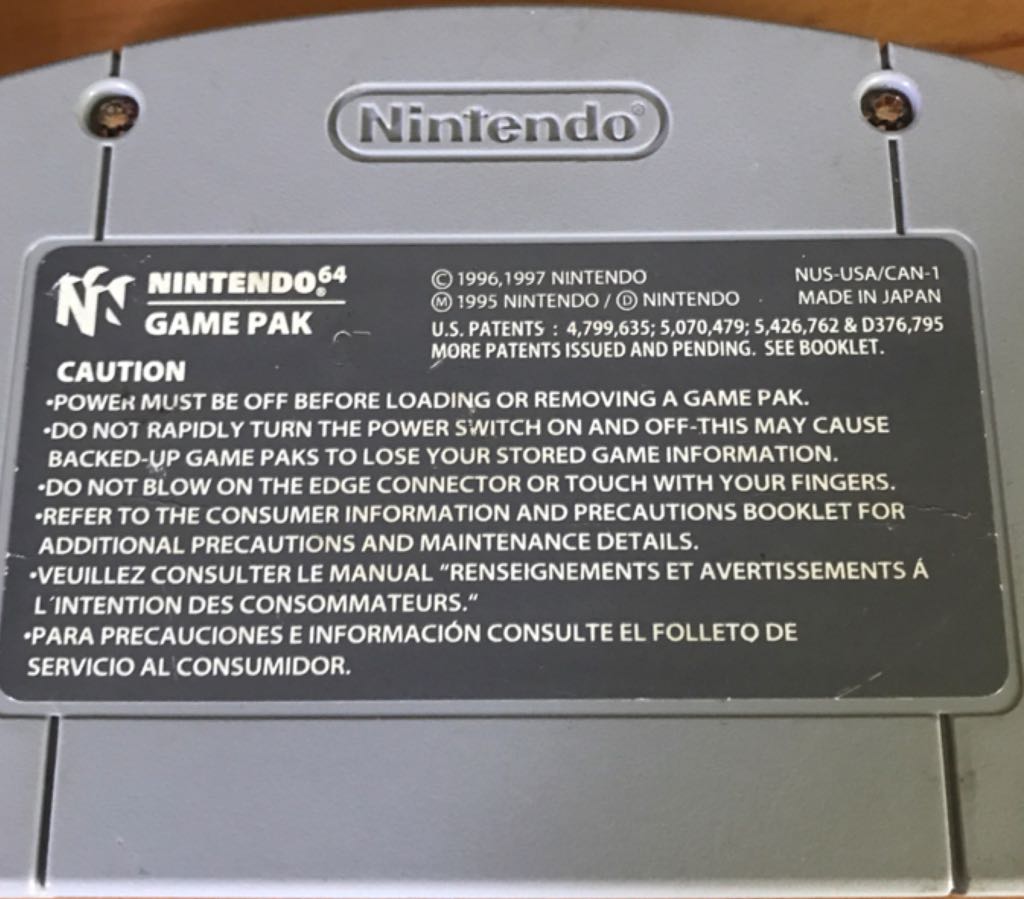 Nintendo®
NINTENDO®64
GAME PAK
© 1996,1997 NINTENDO
Ⓜ 1995 NINTENDO / Ⓓ NINTENDO
NUS-USA/CAN-1
MADE IN JAPAN
U.S. PATENTS : 4,799,635; 5,070,479; 5,426,762 & D376,795
MORE PATENTS ISSUED AND PENDING. SEE BOOKLET.
CAUTION
•POWER MUST BE OFF BEFORE LOADING OR REMOVING A GAME PAK.
•DO NOT RAPIDLY TURN THE POWER SWITCH ON AND OFF-THIS MAY CAUSE
BACKED-UP GAME PAKS TO LOSE YOUR STORED GAME INFORMATION.
•DO NOT BLOW ON THE EDGE CONNECTOR OR TOUCH WITH YOUR FINGERS.
•REFER TO THE CONSUMER INFORMATION AND PRECAUTIONS BOOKLET FOR
ADDITIONAL PRECAUTIONS AND MAINTENANCE DETAILS.
•VEUILLEZ CONSULTER LE MANUAL "RENSEIGNEMENTS ET AVERTISSEMENTS Á
L´INTENTION DES CONSOMMATEURS."
•PARA PRECAUCIONES E INFORMACIÓN CONSULTE EL FOLLETO DE
SERVICIO AL CONSUMIDOR.